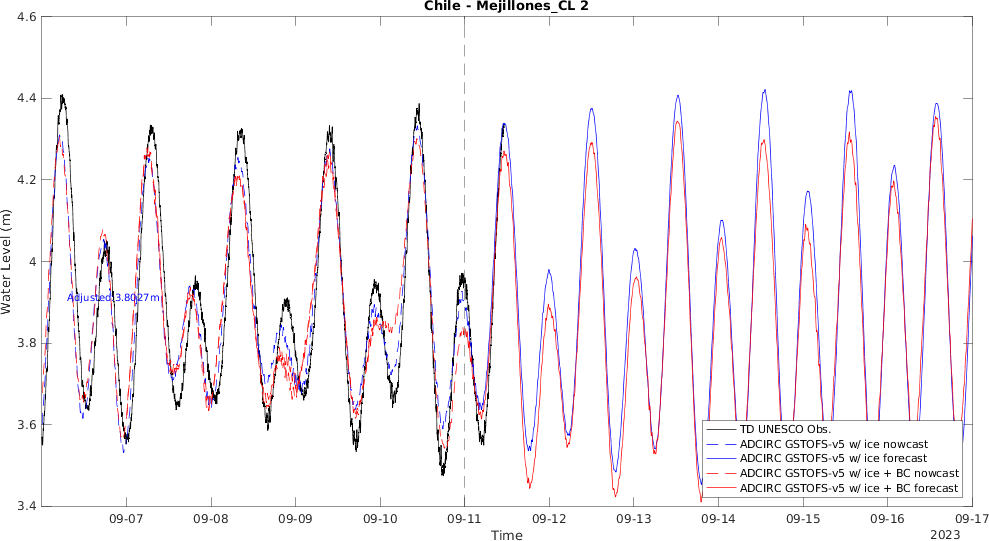 Chile - Mejillones_CL 2
4.6
4.4
4.2
4
3.8
3.6
3.4
Water Level (m)
Adjusted:3.8027m
TD UNESCO Obs.
ADCIRC GSTOFS-v5 w/ ice nowcast
ADCIRC GSTOFS-v5 w/ ice forecast
ADCIRC GSTOFS-v5 w/ ice + BC nowcast
ADCIRC GSTOFS-v5 w/ ice + BC forecast
09-07 09-08 09-09 09-10 09-11 09-12 09-13 09-14 09-15 09-16 09-17
Time
2023